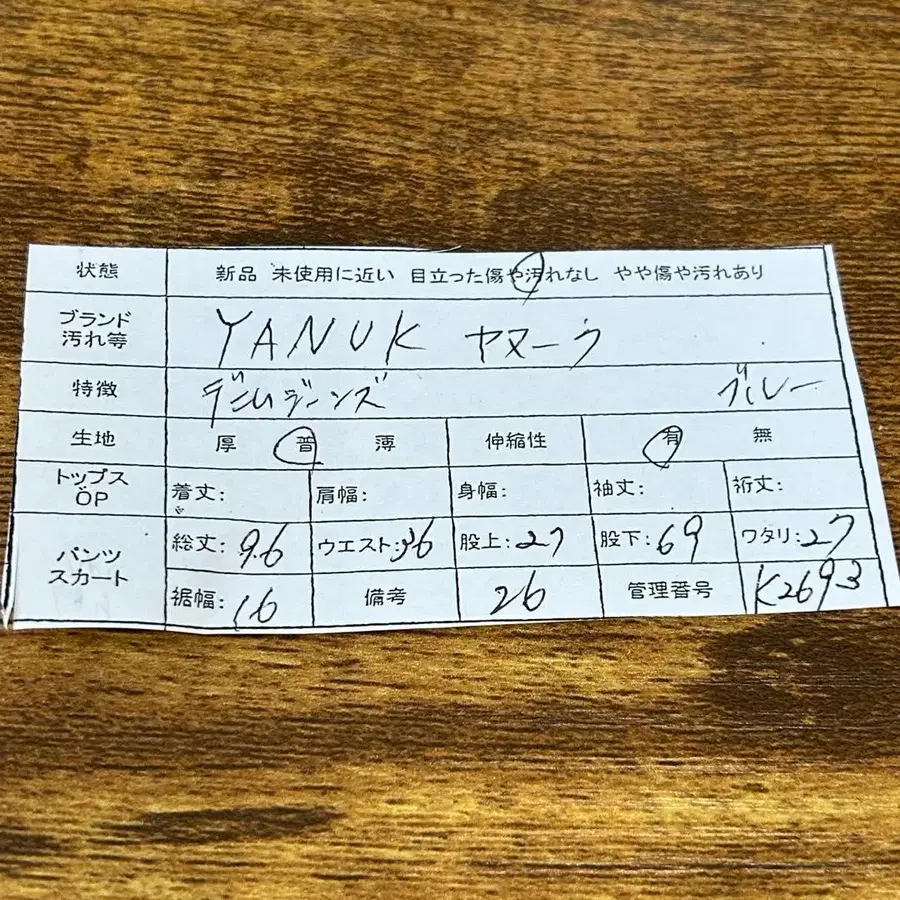 状態 新品 未使用に近い 目立った傷や汚れなし やや傷や汚れあり
ブランド
汚れ等 YANUK ヤヌーク
特徴 デニムジーンズ ブルー
生地 厚 普 薄 伸縮性 有 無
トップス
OP 着丈: 肩幅: 身幅: 袖丈: 裄丈:
パンツ
スカート 総丈: 96 ウエスト: 36 股上: 27 股下: 69 ワタリ: 27
裾幅: 16 備考 26 管理番号 K2693